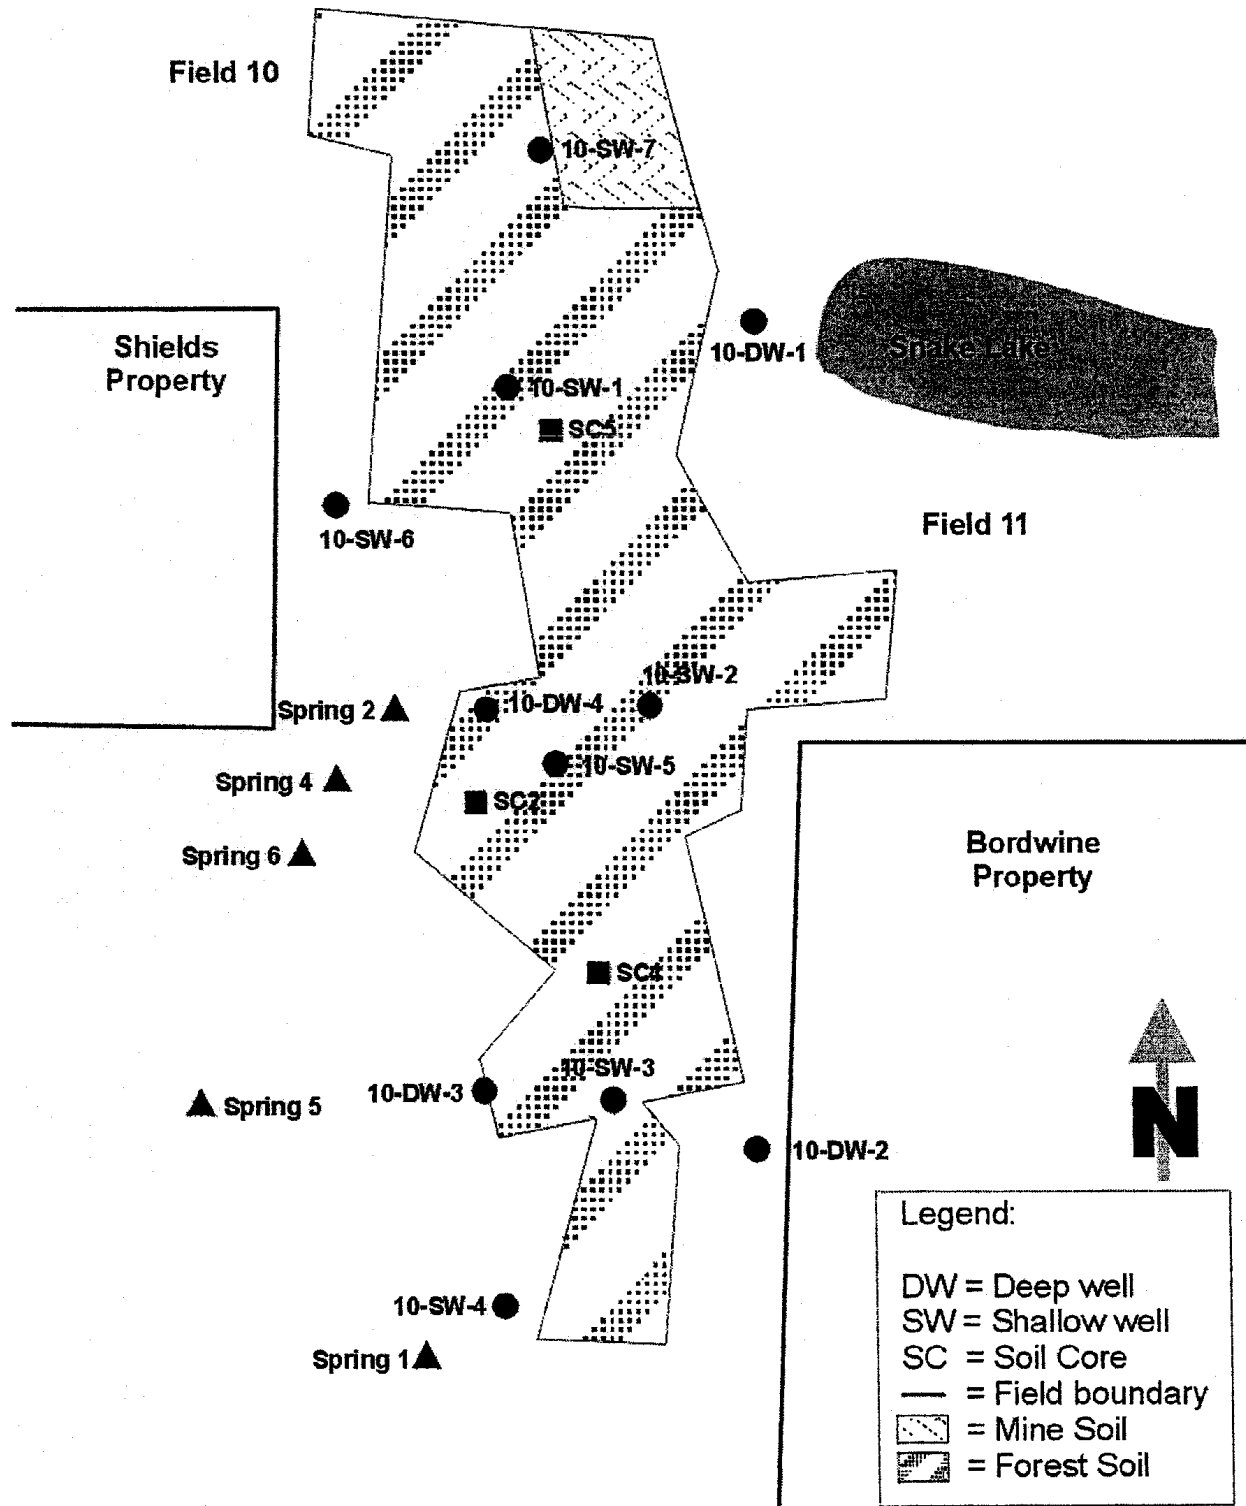 Field 10
10-SW-7
Shields
Property
10-DW-1
Snake Lake
10-SW-1
SC5
10-SW-6
Field 11
10-SW-2
Spring 2
10-DW-4
Spring 4
10-SW-5
SC2
Spring 6
Bordwine
Property
SC4
10-SW-3
10-DW-3
Spring 5
10-DW-2
N
10-SW-4
Spring 1
Legend:
DW = Deep well
SW = Shallow well
SC = Soil Core
= Field boundary
= Mine Soil
= Forest Soil